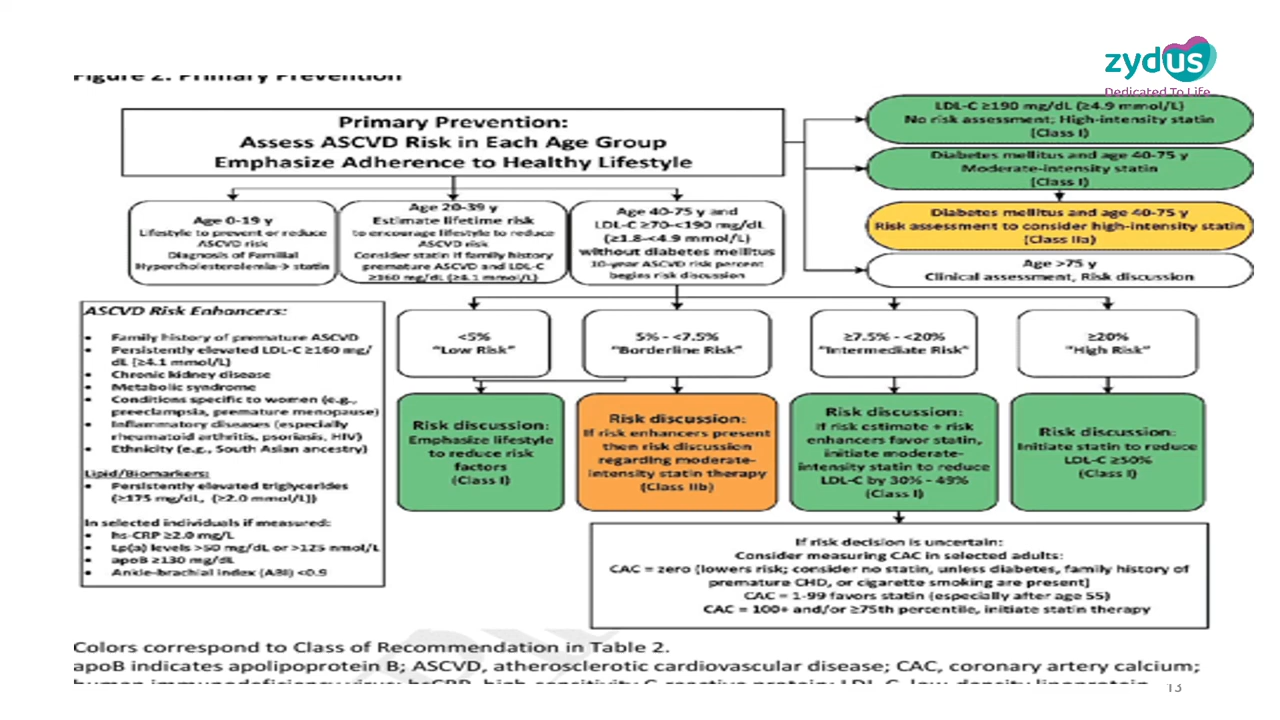 zydus
Dedicated To Life
Figure 2. Primary Prevention
Primary Prevention:
Assess ASCVD Risk in Each Age Group
Emphasize Adherence to Healthy Lifestyle
LDL-C ≥190 mg/dL (≥4.9 mmol/L)
No risk assessment; High-intensity statin
(Class I)
Diabetes mellitus and age 40-75 y
Moderate-intensity statin
(Class I)
Diabetes mellitus and age 40-75 y
Risk assessment to consider high-intensity statin
(Class IIa)
Age >75 y
Clinical assessment, Risk discussion
Age 0-19 y
Lifestyle to prevent or reduce
ASCVD risk
Diagnosis of Familial
Hypercholesterolemia→ statin
Age 20-39 y
Estimate lifetime risk
to encourage lifestyle to reduce
ASCVD risk
Consider statin if family history
premature ASCVD and LDL-C
≥160 mg/dL (≥4.1 mmol/L)
Age 40-75 y and
LDL-C ≥70-<190 mg/dL
(≥1.8-<4.9 mmol/L)
without diabetes mellitus
10-year ASCVD risk percent
begins risk discussion
ASCVD Risk Enhancers:
• Family history of premature ASCVD
• Persistently elevated LDL-C ≥160 mg/
dL (≥4.1 mmol/L)
• Chronic kidney disease
• Metabolic syndrome
• Conditions specific to women (e.g.,
preeclampsia, premature menopause)
• Inflammatory diseases (especially
rheumatoid arthritis, psoriasis, HIV)
• Ethnicity (e.g., South Asian ancestry)
Lipid/Biomarkers:
• Persistently elevated triglycerides
(≥175 mg/dL, (≥2.0 mmol/L))
In selected individuals if measured:
• hs-CRP ≥2.0 mg/L
• Lp(a) levels >50 mg/dL or >125 nmol/L
• apoB ≥130 mg/dL
• Ankle-brachial index (ABI) <0.9
<5%
"Low Risk"
5% - <7.5%
"Borderline Risk"
≥7.5% - <20%
"Intermediate Risk"
≥20%
"High Risk"
Risk discussion:
Emphasize lifestyle
to reduce risk
factors
(Class I)
Risk discussion:
If risk enhancers present
then risk discussion
regarding moderate-
intensity statin therapy
(Class IIb)
Risk discussion:
If risk estimate + risk
enhancers favor statin,
initiate moderate-
intensity statin to reduce
LDL-C by 30% - 49%
(Class I)
Risk discussion:
Initiate statin to reduce
LDL-C ≥50%
(Class I)
If risk decision is uncertain:
Consider measuring CAC in selected adults:
CAC = zero (lowers risk; consider no statin, unless diabetes, family history of
premature CHD, or cigarette smoking are present)
CAC = 1-99 favors statin (especially after age 55)
CAC = 100+ and/or ≥75th percentile, initiate statin therapy
Colors correspond to Class of Recommendation in Table 2.
apoB indicates apolipoprotein B; ASCVD, atherosclerotic cardiovascular disease; CAC, coronary artery calcium;
human immunodeficiency virus; hsCRP, high-sensitivity C-reactive protein; LDL-C, low-density lipoprotein
13